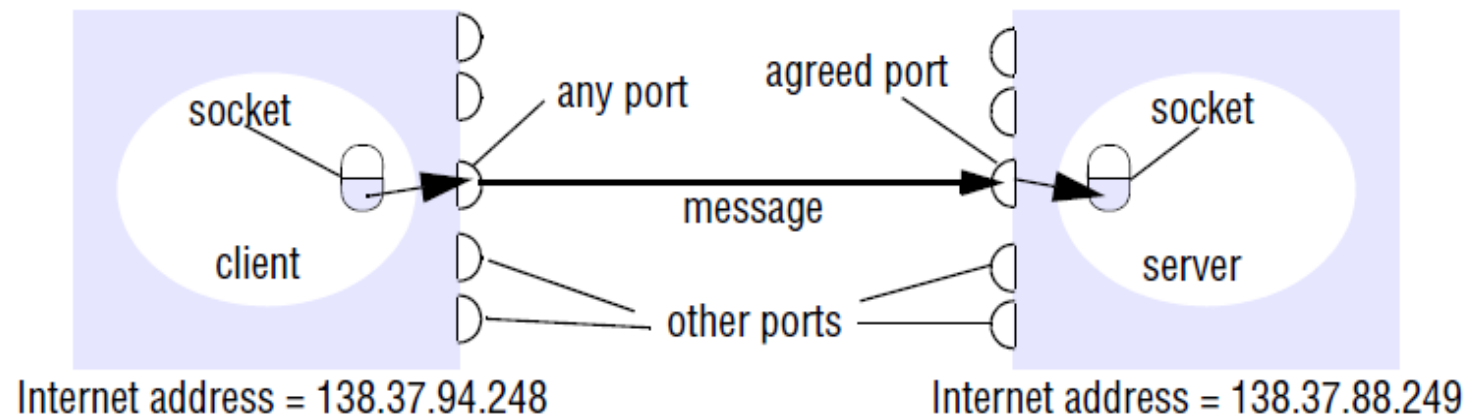 socket
any port
agreed port
socket
message
client
server
other ports
Internet address = 138.37.94.248
Internet address = 138.37.88.249